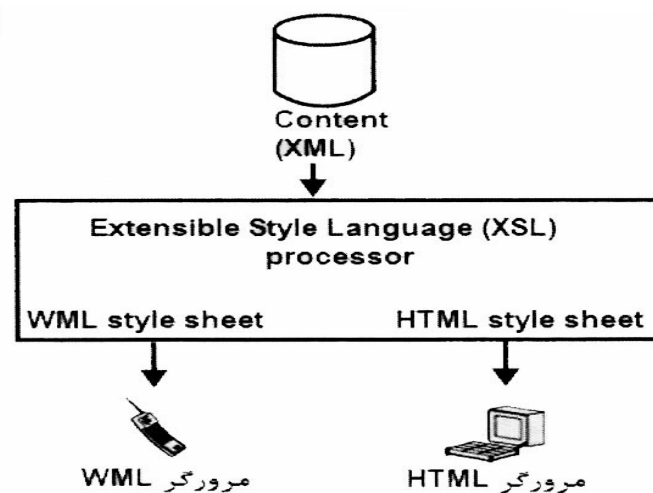 Content
(XML)
Extensible Style Language (XSL)
processor
WML style sheet
HTML style sheet
مرورگر WML
مرورگر HTML